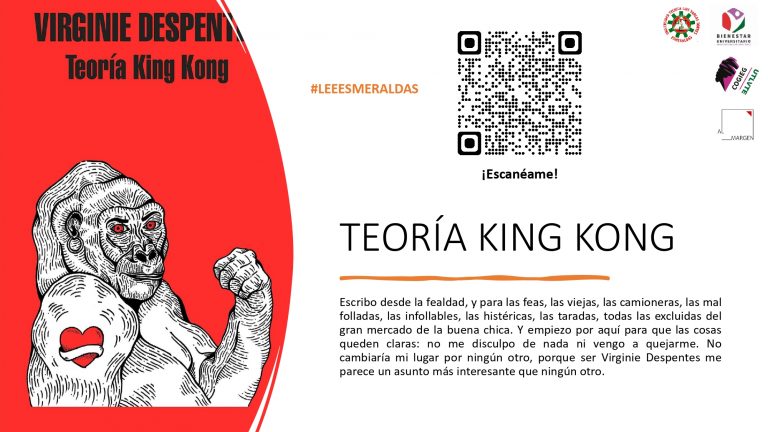 VIRGINIE DESPENT
Teoría King Kong
#LEEESMERALDAS
¡Escanéame!
BIENESTAR
UNIVERSITARIO
COGIEG
UTLVTE
AL
MARGEN
TEORÍA KING KONG
Escribo desde la fealdad, y para las feas, las viejas, las camioneras, las mal
folladas, las infollables, las histéricas, las taradas, todas las excluidas del
gran mercado de la buena chica. Y empiezo por aquí para que las cosas
queden claras: no me disculpo de nada ni vengo a quejarme. No
cambiaría mi lugar por ningún otro, porque ser Virginie Despentes me
parece un asunto más interesante que ningún otro.